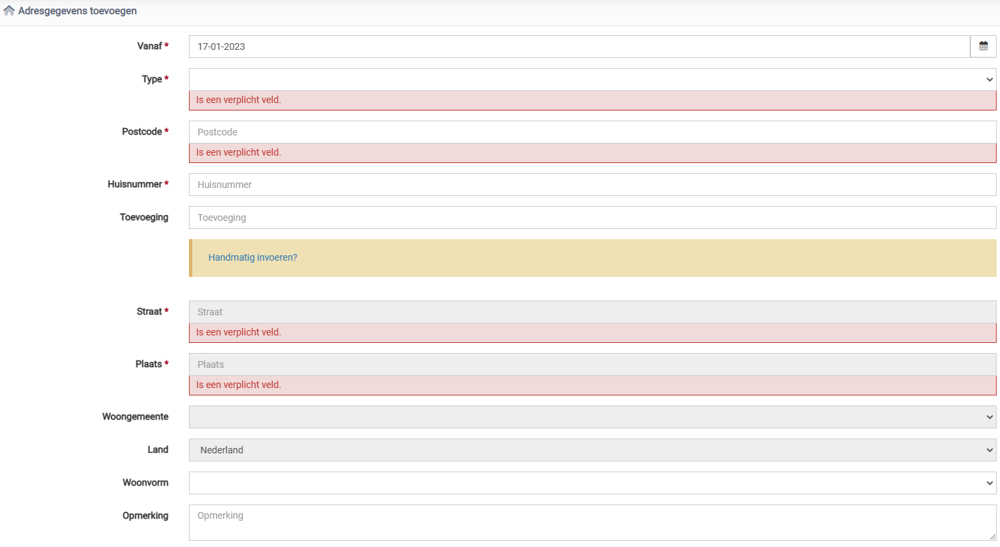 Adresgegevens toevoegen
Vanaf * 17-01-2023
Type *
Is een verplicht veld.
Postcode * Postcode
Is een verplicht veld.
Huisnummer * Huisnummer
Toevoeging Toevoeging
Handmatig invoeren?
Straat * Straat
Is een verplicht veld.
Plaats * Plaats
Is een verplicht veld.
Woongemeente
Land Nederland
Woonvorm
Opmerking Opmerking